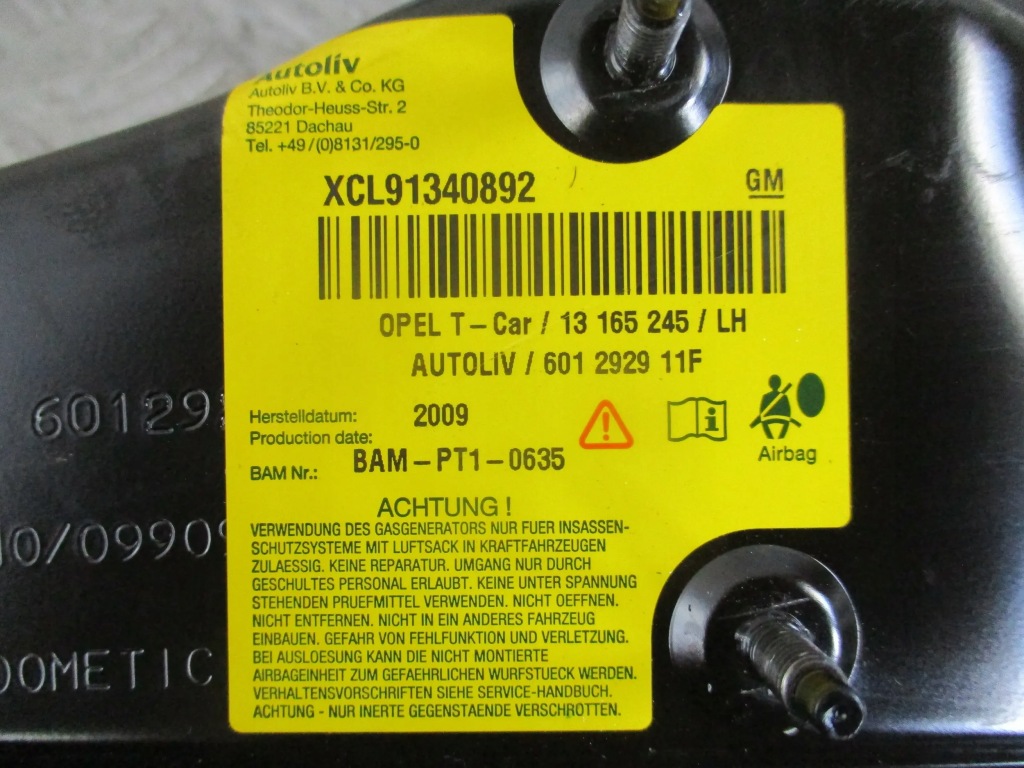 Autoliv
Autoliv B.V. & Co. KG
Theodor-Heuss-Str. 2
85221 Dachau
Tel. +49/(0)8131/295-0
XCL91340892
GM
OPEL T-Car / 13 165 245 / LH
AUTOLIV / 601 2929 11F
Herstelldatum:
Production date: 2009
BAM Nr.: BAM-PT1-0635
Airbag
ACHTUNG !
VERWENDUNG DES GASGENERATORS NUR FUER INSASSEN-
SCHUTZSYSTEME MIT LUFTSACK IN KRAFTFAHRZEUGEN
ZULAESSIG. KEINE REPARATUR. UMGANG NUR DURCH
GESCHULTES PERSONAL ERLAUBT. KEINE UNTER SPANNUNG
STEHENDEN PRUEFMITTEL VERWENDEN. NICHT OEFFNEN.
NICHT ENTFERNEN. NICHT IN EIN ANDERES FAHRZEUG
EINBAUEN. GEFAHR VON FEHLFUNKTION UND VERLETZUNG.
BEI AUSLOESUNG KANN DIE NICHT MONTIERTE
AIRBAGEINHEIT ZUM GEFAEHRLICHEN WURFSTUECK WERDEN.
VERHALTENSVORSCHRIFTEN SIEHE SERVICE-HANDBUCH.
ACHTUNG - NUR INERTE GEGENSTAENDE VERSCHROTTEN.
60129
10/0990
DOMETIC